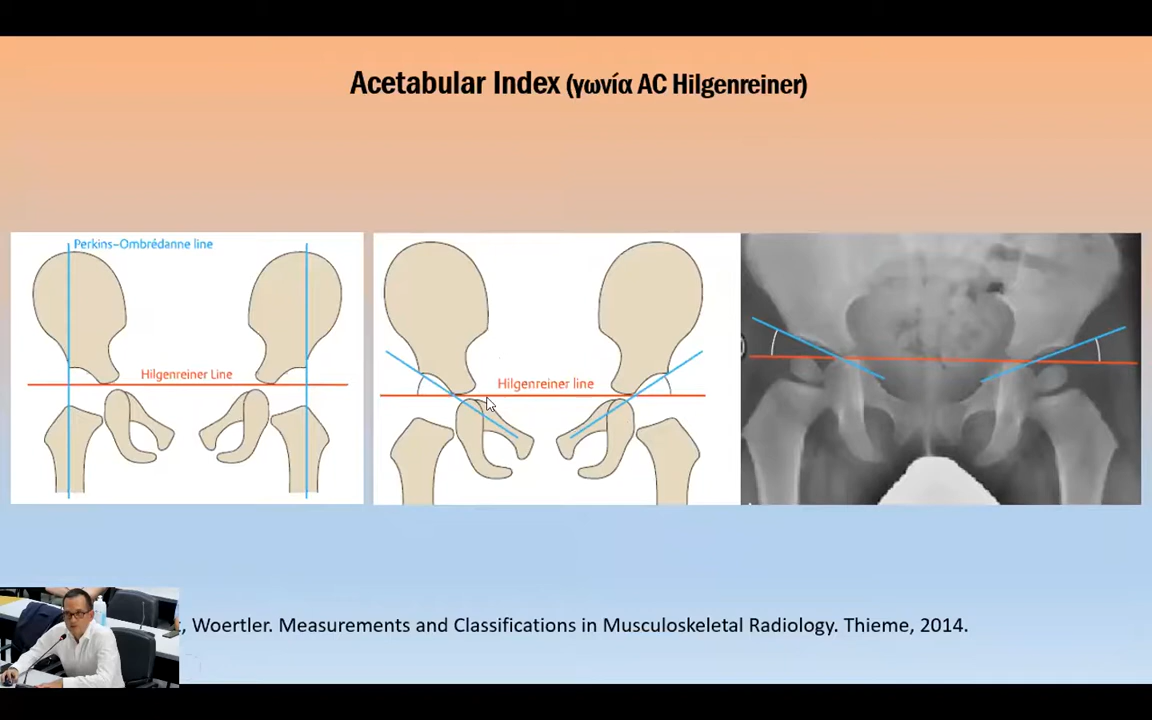 Acetabular Index (γωνία AC Hilgenreiner)
Perkins–Ombrédanne line
Hilgenreiner Line
Hilgenreiner line
, Woertler. Measurements and Classifications in Musculoskeletal Radiology. Thieme, 2014.